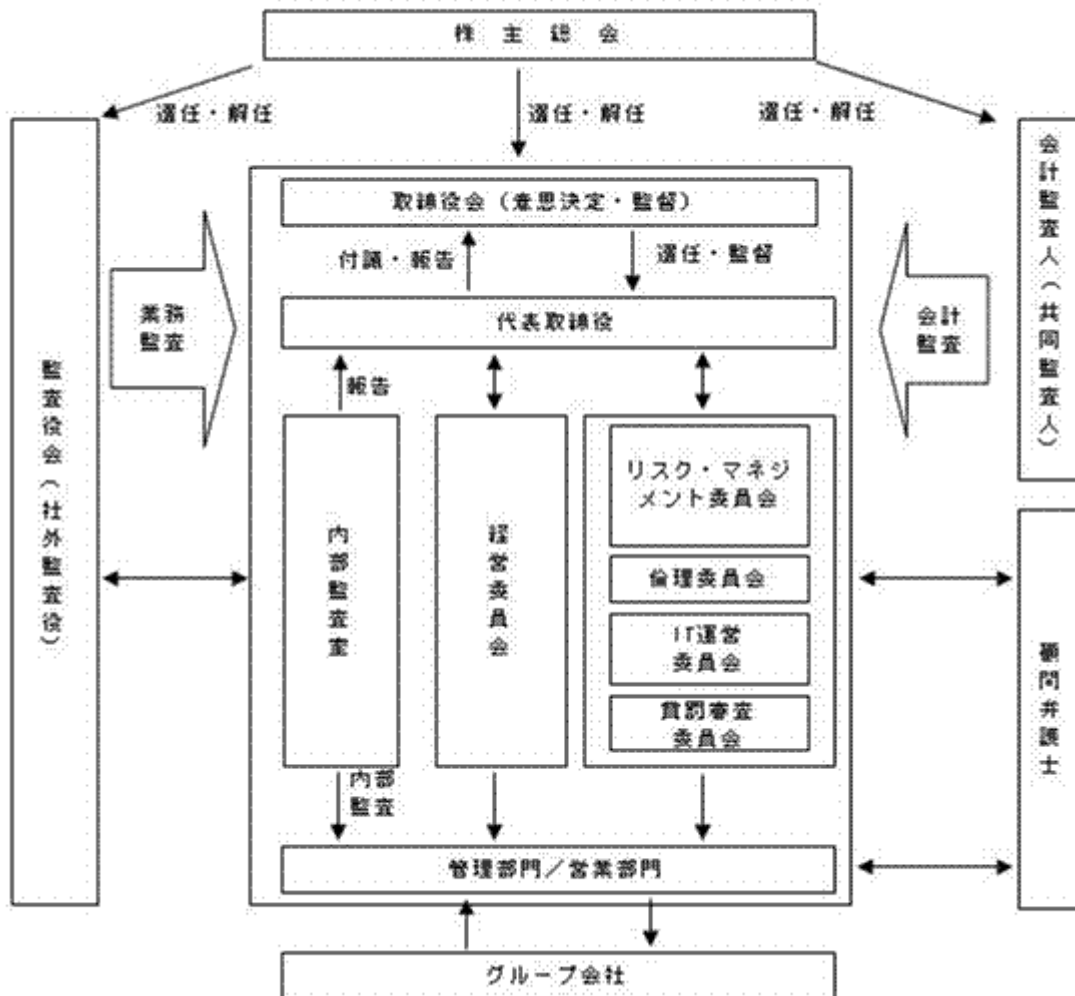 株主総会
選任・解任
選任・解任
選任・解任
監査役会(社外監査役)
会計監査人(共同監査人)
取締役会(意思決定・監督)
付議・報告
選任・監督
業務
監査
代表取締役
会計
監査
報告
内部監査室
経営委員会
リスク・マネジ
メント委員会
倫理委員会
IT運営
委員会
賞罰審査
委員会
顧問弁護士
内部
監査
管理部門/営業部門
グループ会社